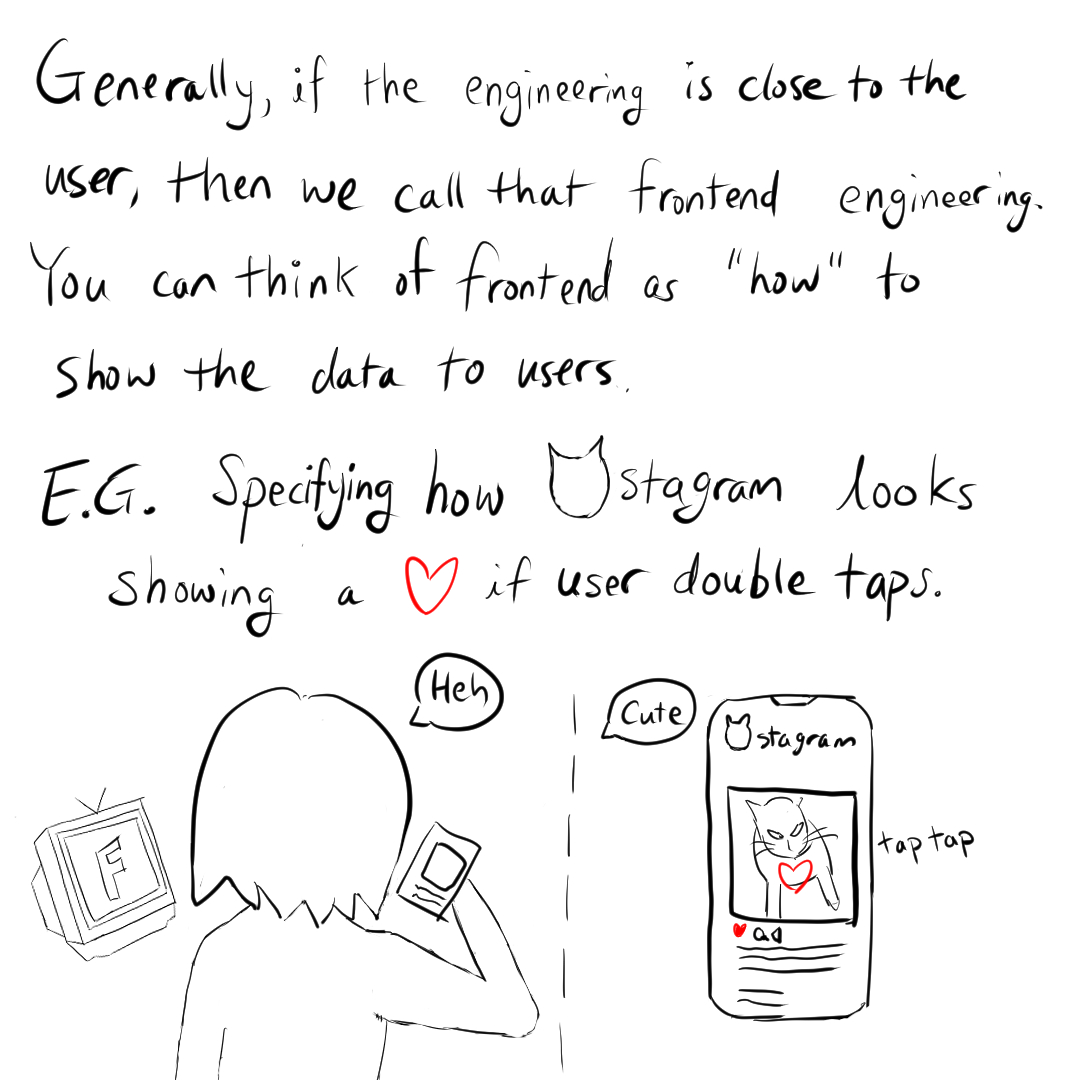 Generally, if the engineering is close to the
user, then we call that frontend engineering.
You can think of frontend as "how" to
show the data to users.
E.G. Specifying how stagram looks
showing a if user double taps.
Heh
Cute
stagram
tap tap
F